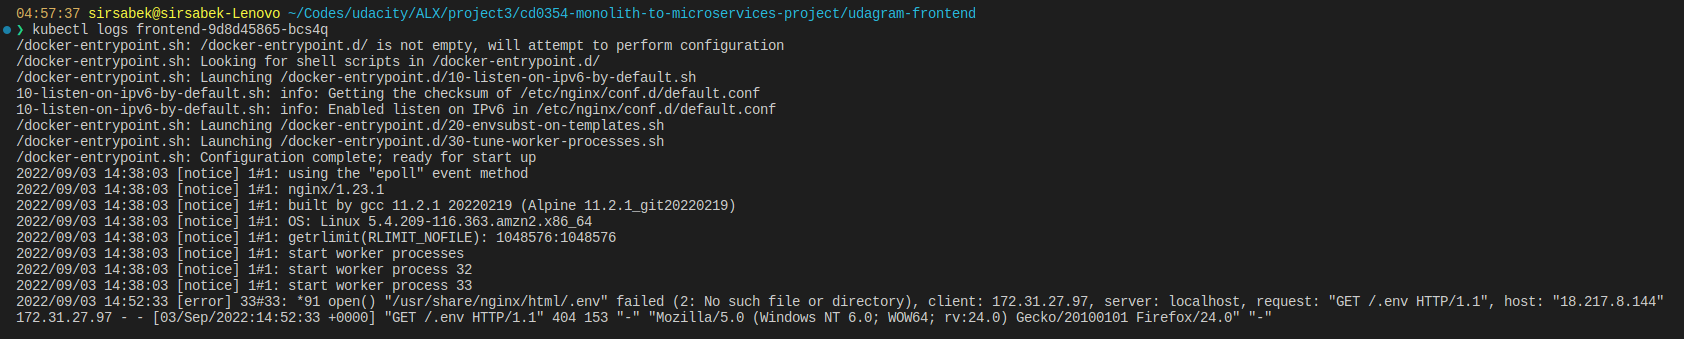 04:57:37 sirsabek@sirsabek-Lenovo ~/Codes/udacity/ALX/project3/cd0354-monolith-to-microservices-project/udagram-frontend
❯ kubectl logs frontend-9d8d45865-bcs4q
/docker-entrypoint.sh: /docker-entrypoint.d/ is not empty, will attempt to perform configuration
/docker-entrypoint.sh: Looking for shell scripts in /docker-entrypoint.d/
/docker-entrypoint.sh: Launching /docker-entrypoint.d/10-listen-on-ipv6-by-default.sh
10-listen-on-ipv6-by-default.sh: info: Getting the checksum of /etc/nginx/conf.d/default.conf
10-listen-on-ipv6-by-default.sh: info: Enabled listen on IPv6 in /etc/nginx/conf.d/default.conf
/docker-entrypoint.sh: Launching /docker-entrypoint.d/20-envsubst-on-templates.sh
/docker-entrypoint.sh: Launching /docker-entrypoint.d/30-tune-worker-processes.sh
/docker-entrypoint.sh: Configuration complete; ready for start up
2022/09/03 14:38:03 [notice] 1#1: using the "epoll" event method
2022/09/03 14:38:03 [notice] 1#1: nginx/1.23.1
2022/09/03 14:38:03 [notice] 1#1: built by gcc 11.2.1 20220219 (Alpine 11.2.1_git20220219)
2022/09/03 14:38:03 [notice] 1#1: OS: Linux 5.4.209-116.363.amzn2.x86_64
2022/09/03 14:38:03 [notice] 1#1: getrlimit(RLIMIT_NOFILE): 1048576:1048576
2022/09/03 14:38:03 [notice] 1#1: start worker processes
2022/09/03 14:38:03 [notice] 1#1: start worker process 32
2022/09/03 14:38:03 [notice] 1#1: start worker process 33
2022/09/03 14:52:33 [error] 33#33: *91 open() "/usr/share/nginx/html/.env" failed (2: No such file or directory), client: 172.31.27.97, server: localhost, request: "GET /.env HTTP/1.1", host: "18.217.8.144"
172.31.27.97 - - [03/Sep/2022:14:52:33 +0000] "GET /.env HTTP/1.1" 404 153 "-" "Mozilla/5.0 (Windows NT 6.0; WOW64; rv:24.0) Gecko/20100101 Firefox/24.0" "-"